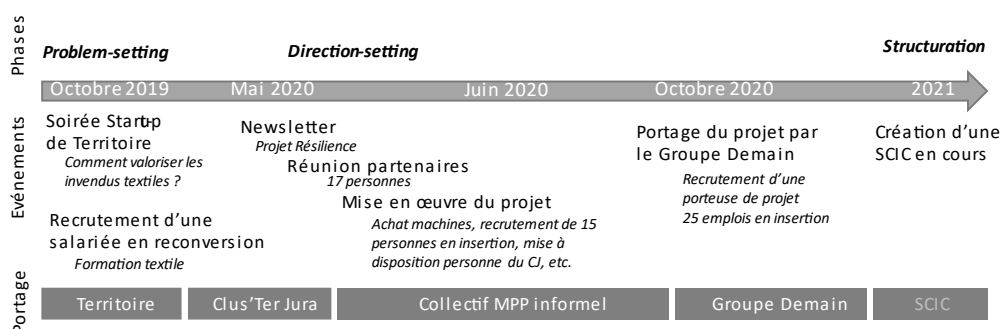 Phases
Problem-setting
Direction-setting
Structuration
Octobre 2019
Mai 2020
Juin 2020
Octobre 2020
2021
Evénements
Soirée Start-up
de Territoire
Comment valoriser les
invendus textiles ?
Recrutement d'une
salariée en reconversion
Formation textile
Newsletter
Projet Résilience
Réunion partenaires
17 personnes
Mise en œuvre du projet
Achat machines, recrutement de 15
personnes en insertion, mise à
disposition personne du CJ, etc.
Portage du projet par
le Groupe Demain
Recrutement d'une
porteuse de projet
25 emplois en insertion
Création d'une
SCIC en cours
Portage
Territoire
Clus'Ter Jura
Collectif MPP informel
Groupe Demain
SCIC